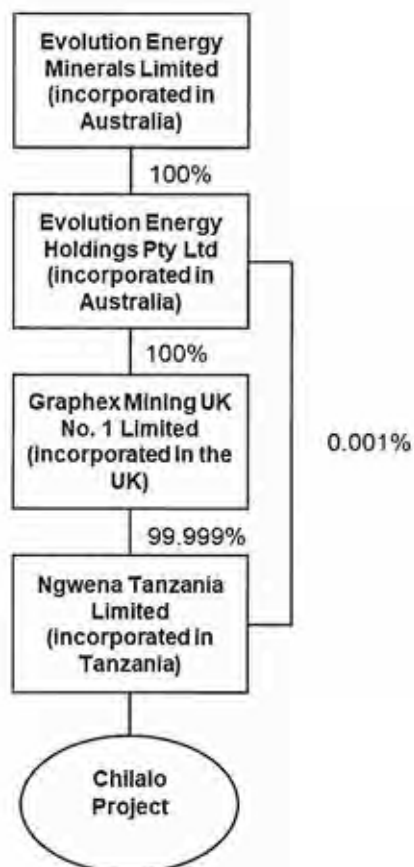 Evolution Energy
Minerals Limited
(incorporated in
Australia)
100%
Evolution Energy
Holdings Pty Ltd
(incorporated in
Australia)
100%
Graphex Mining UK
No. 1 Limited
(incorporated in the
UK)
0.001%
99.999%
Ngwena Tanzania
Limited
(incorporated in
Tanzania)
Chilalo
Project